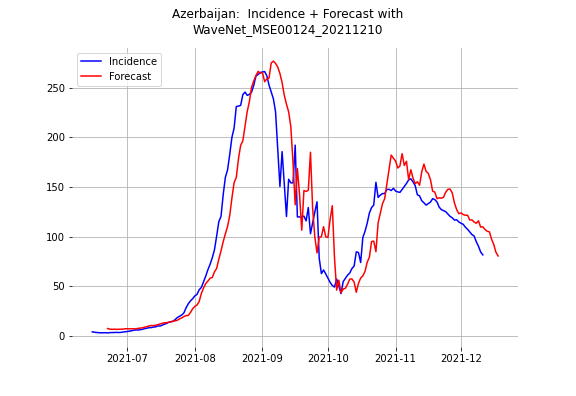 Azerbaijan:  Incidence + Forecast with
WaveNet_MSE00124_20211210
Incidence
Forecast
250
200
150
100
50
0
2021-07 2021-08 2021-09 2021-10 2021-11 2021-12